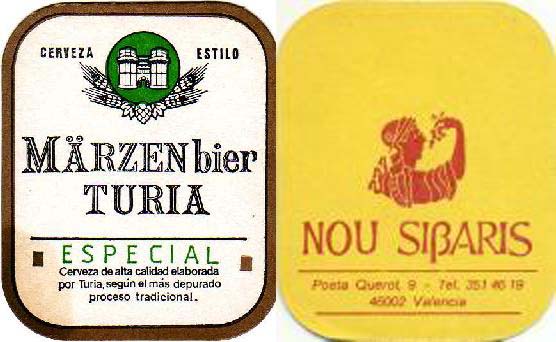 CERVEZA ESTILO
MÄRZEN bier
TURIA
ESPECIAL
Cerveza de alta calidad elaborada
por Turia, según el más depurado
proceso tradicional.
NOU SIβARIS
Poeta Querol, 9 - Tel. 351 46 19
46002 Valencia